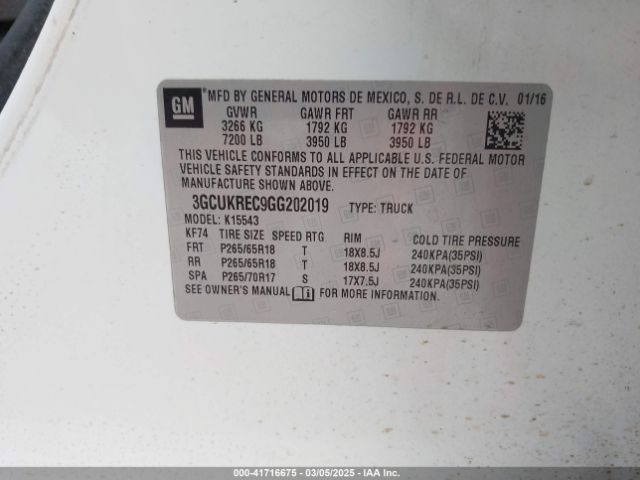 GM
MFD BY GENERAL MOTORS DE MEXICO, S. DE R.L. DE C.V. 01/16
GVWR GAWR FRT GAWR RR
3266 KG 1792 KG 1792 KG
7200 LB 3950 LB 3950 LB
THIS VEHICLE CONFORMS TO ALL APPLICABLE U.S. FEDERAL MOTOR
VEHICLE SAFETY STANDARDS IN EFFECT ON THE DATE OF
MANUFACTURE SHOWN ABOVE.
3GCUKREC9GG202019 TYPE: TRUCK
MODEL: K15543
KF74 TIRE SIZE SPEED RTG RIM COLD TIRE PRESSURE
FRT P265/65R18 T 18X8.5J 240KPA(35PSI)
RR P265/65R18 T 18X8.5J 240KPA(35PSI)
SPA P265/70R17 S 17X7.5J 240KPA(35PSI)
SEE OWNER'S MANUAL FOR MORE INFORMATION.
000-41716675 - 03/05/2025 - IAA Inc.